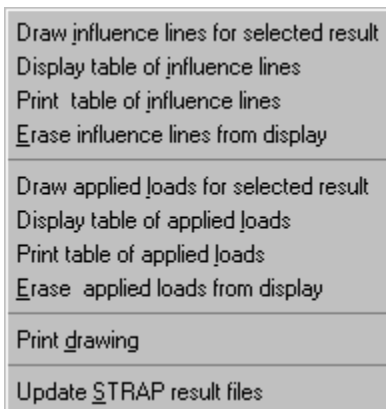 Draw influence lines for selected result
Display table of influence lines
Print  table of influence lines
Erase influence lines from display
Draw applied loads for selected result
Display table of applied loads
Print table of applied loads
Erase  applied loads from display
Print drawing
Update STRAP result files